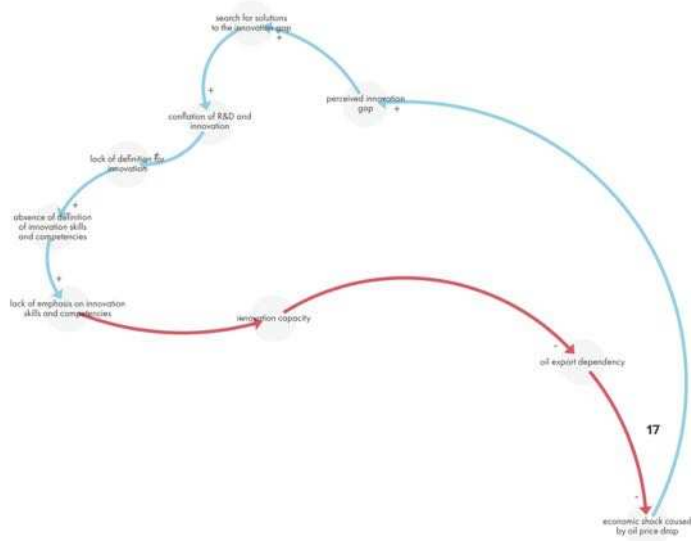 search for solutions
to the innovation gap
+
perceived innovation
gap
+
+
conflation of R&D and
innovation
lack of definition for
innovation
+
+
absence of definition
of innovation skills
and competencies
+
lack of emphasis on innovation
skills and competencies
innovation capacity
-
oil export dependency
17
-
economic shock caused
by oil price drop